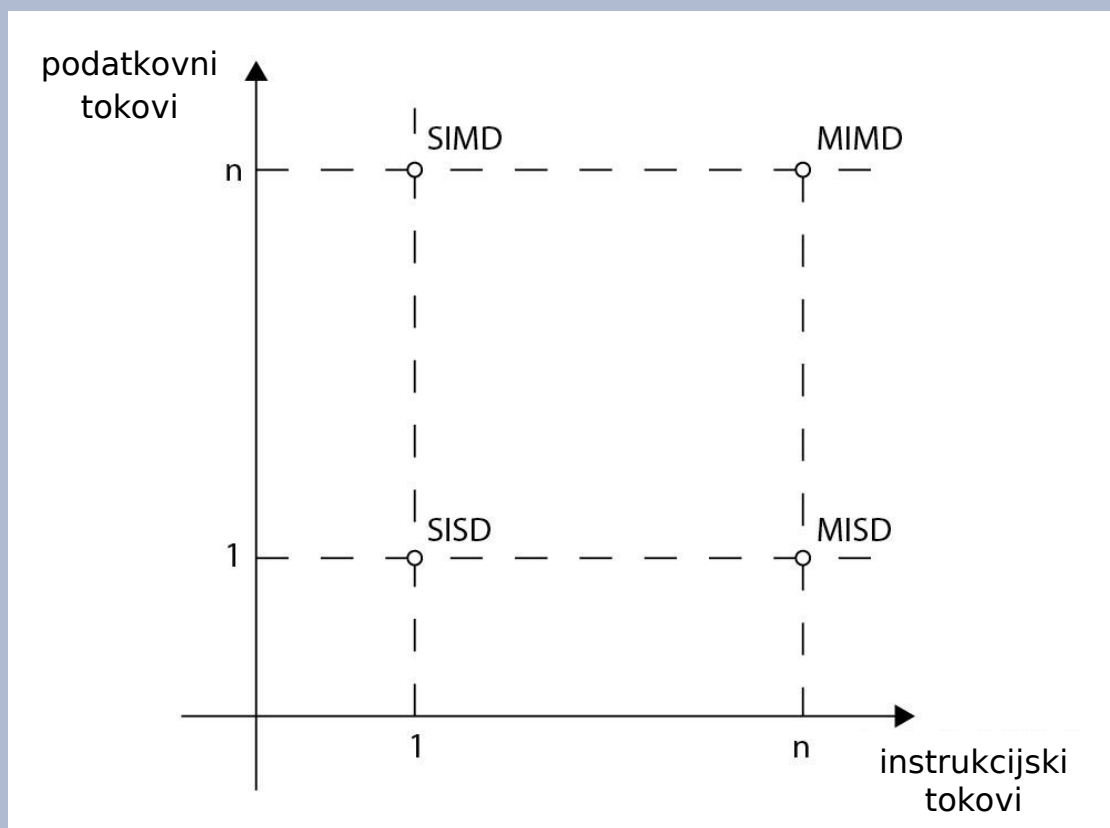 podatkovni
tokovi
SIMD
MIMD
n
SISD
MISD
1
1
n
instrukcijski
tokovi